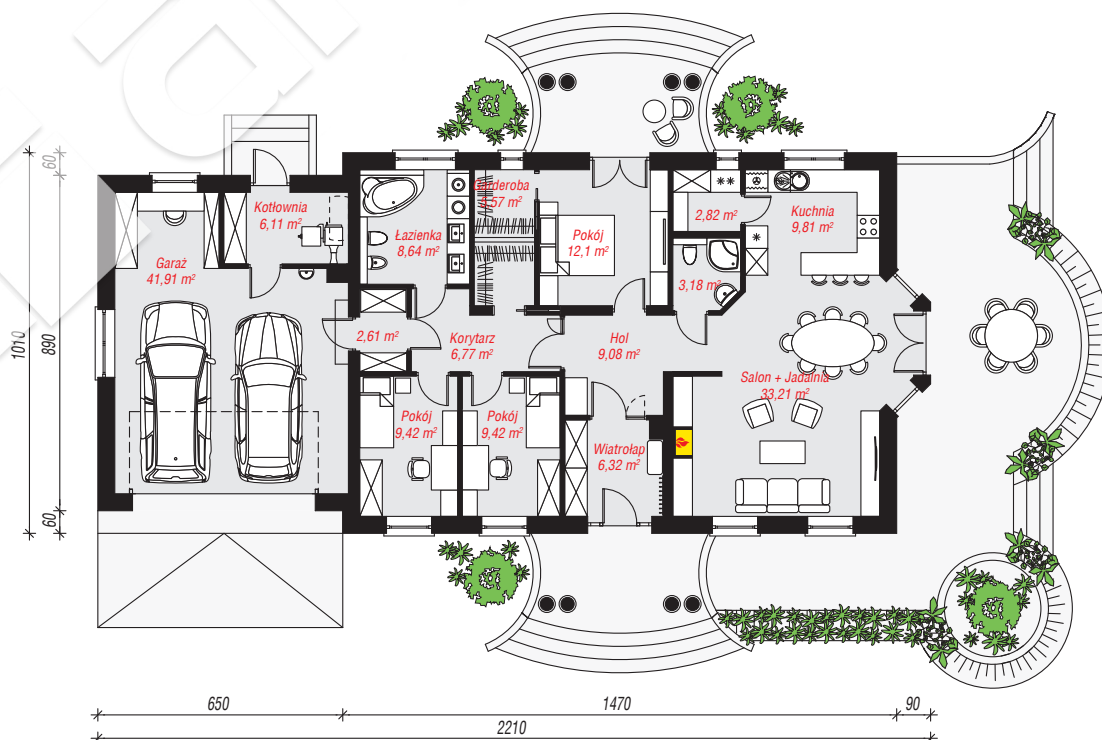 Garderoba
5,57 m²
Kotłownia
6,11 m²
Łazienka
8,64 m²
Pokój
12,1 m²
2,82 m²
Kuchnia
9,81 m²
Garaż
41,91 m²
3,18 m²
2,61 m²
Korytarz
6,77 m²
Hol
9,08 m²
Salon + Jadalnia
33,21 m²
Pokój
9,42 m²
Pokój
9,42 m²
Wiatrołap
6,32 m²
60
1010
890
60
650
1470
90
2210